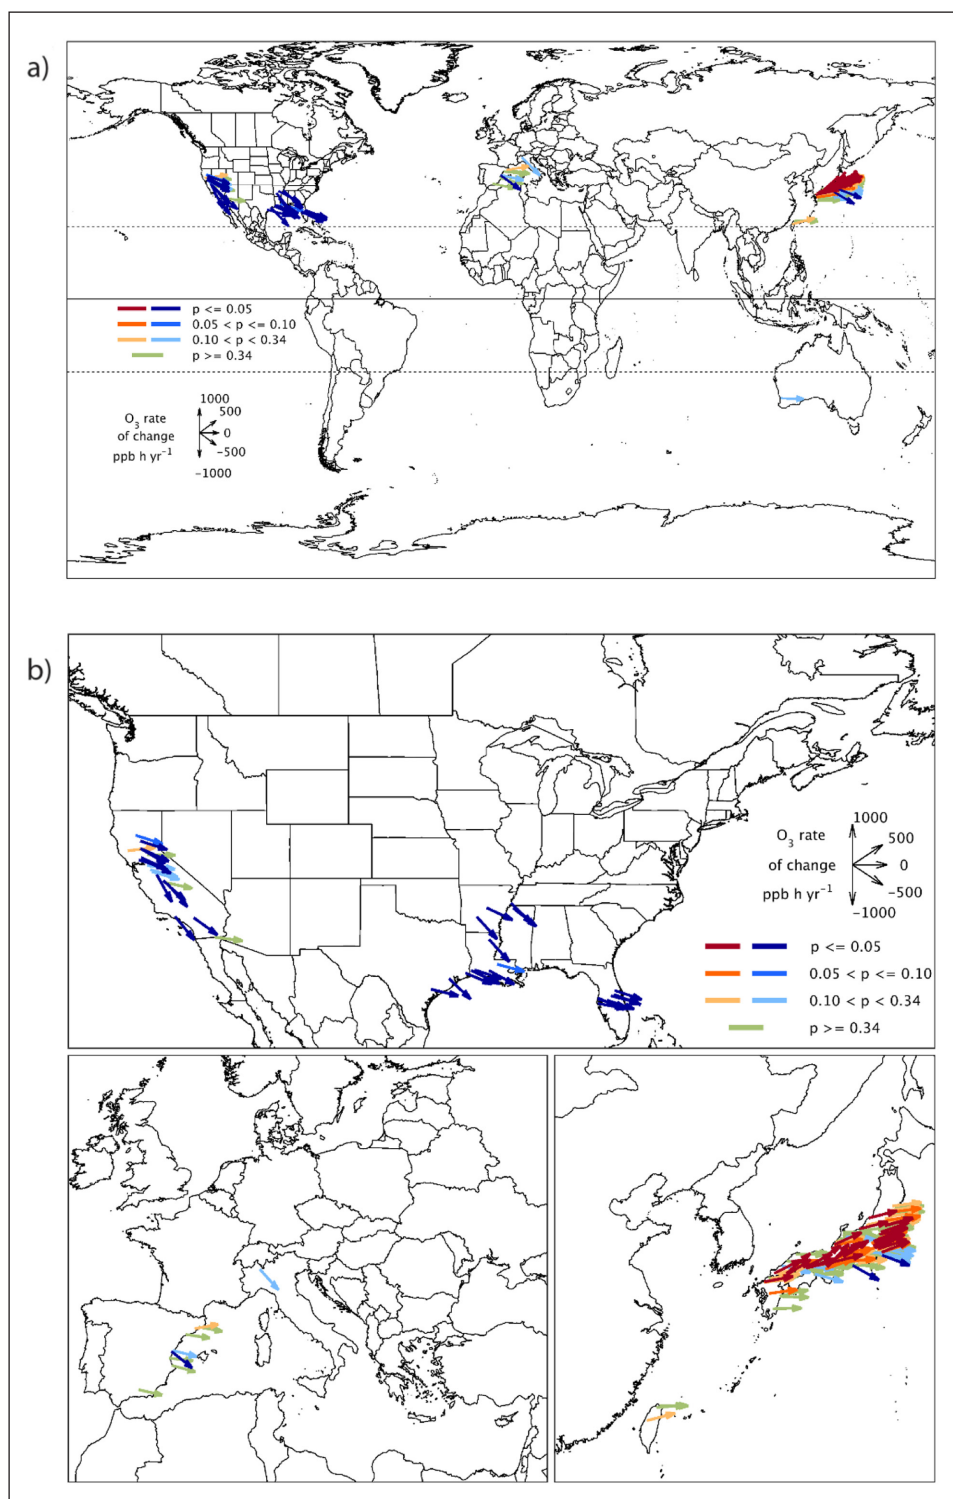 a)
p <= 0.05
0.05 < p <= 0.10
0.10 < p < 0.34
p >= 0.34
1000
O₃ rate 500
of change 0
ppb h yr⁻¹ −500
−1000
b)
1000
O₃ rate 500
of change 0
ppb h yr⁻¹ −500
−1000
p <= 0.05
0.05 < p <= 0.10
0.10 < p < 0.34
p >= 0.34